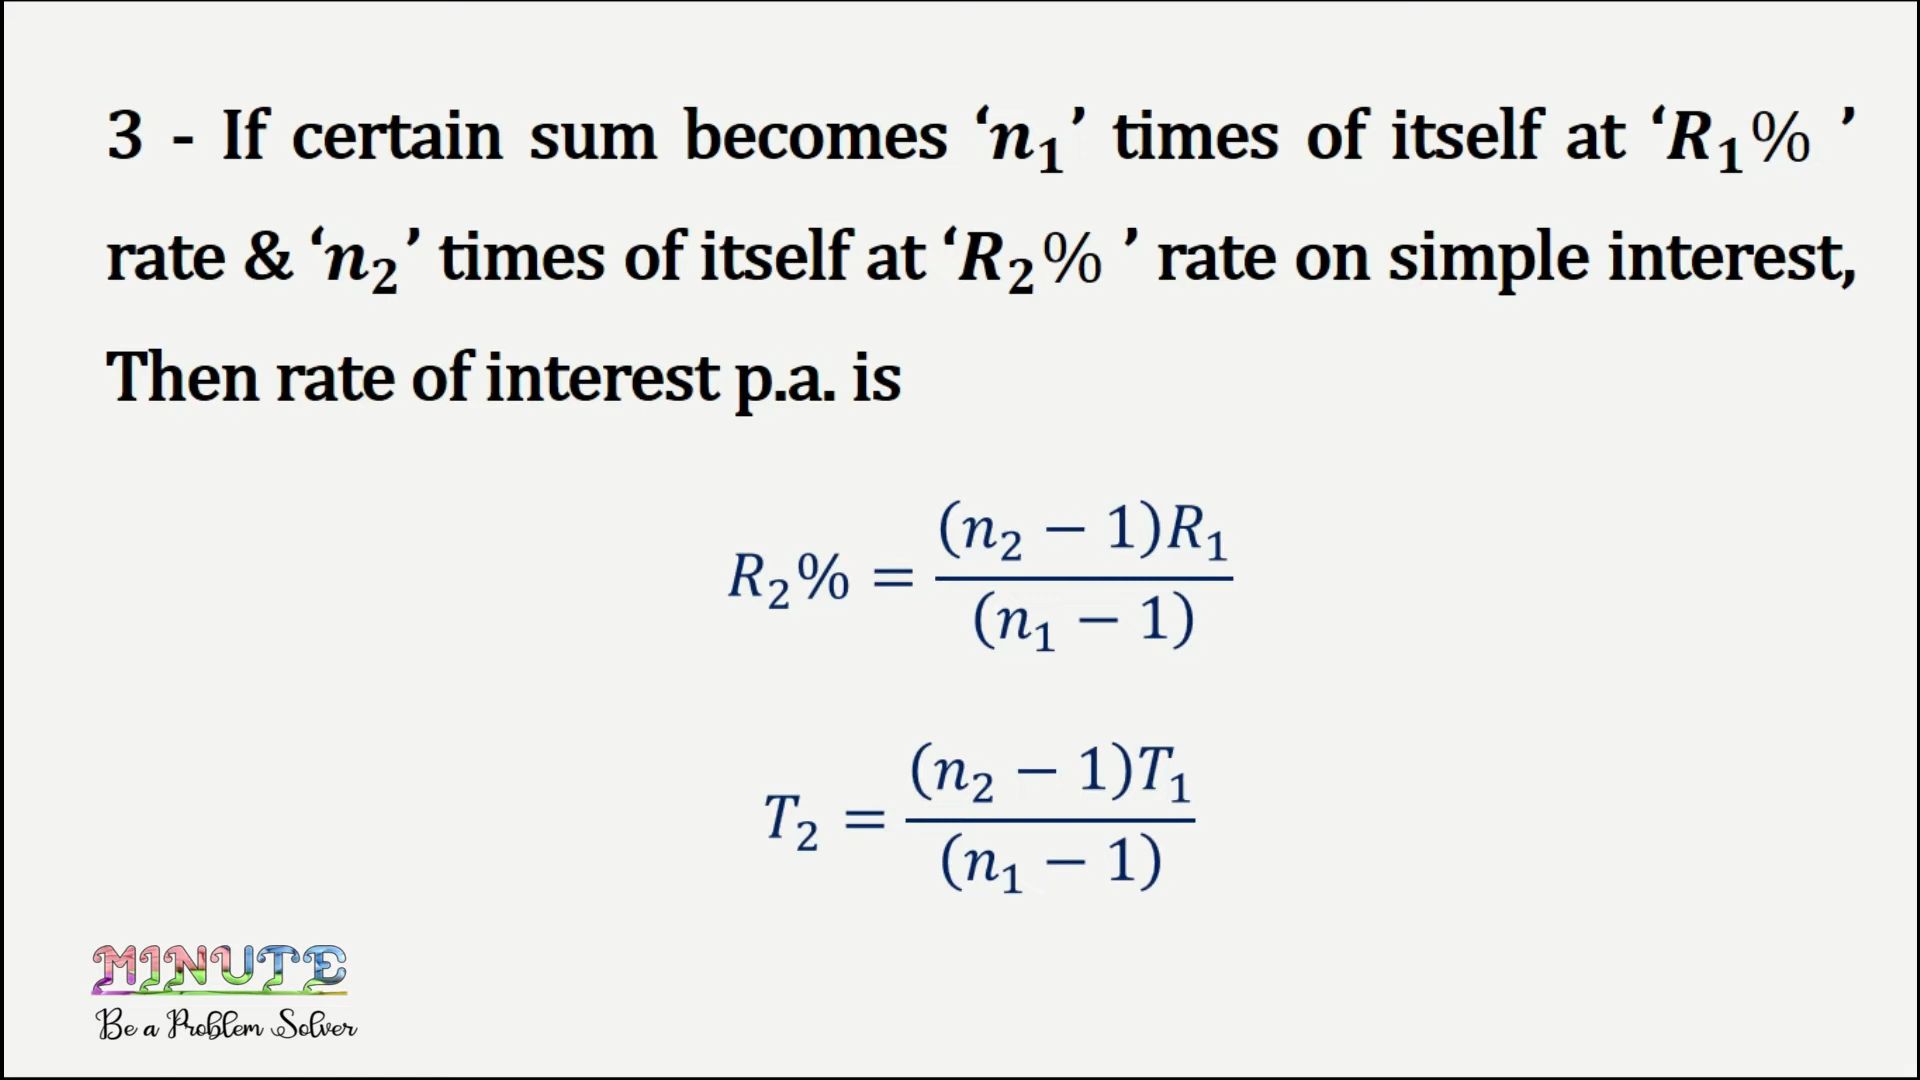 3 - If certain sum becomes ‘n₁’ times of itself at ‘R₁% ’
rate & ‘n₂’ times of itself at ‘R₂% ’ rate on simple interest,
Then rate of interest p.a. is
R₂% = (n₂ − 1)R₁ / (n₁ − 1)
T₂ = (n₂ − 1)T₁ / (n₁ − 1)
MINUTE
Be a Problem Solver